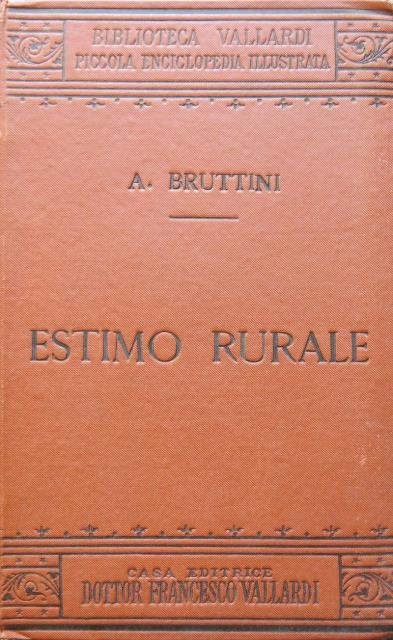 BIBLIOTECA VALLARDI
PICCOLA ENCICLOPEDIA ILLUSTRATA
A. BRUTTINI
ESTIMO RURALE
CASA EDITRICE
DOTTOR FRANCESCO VALLARDI